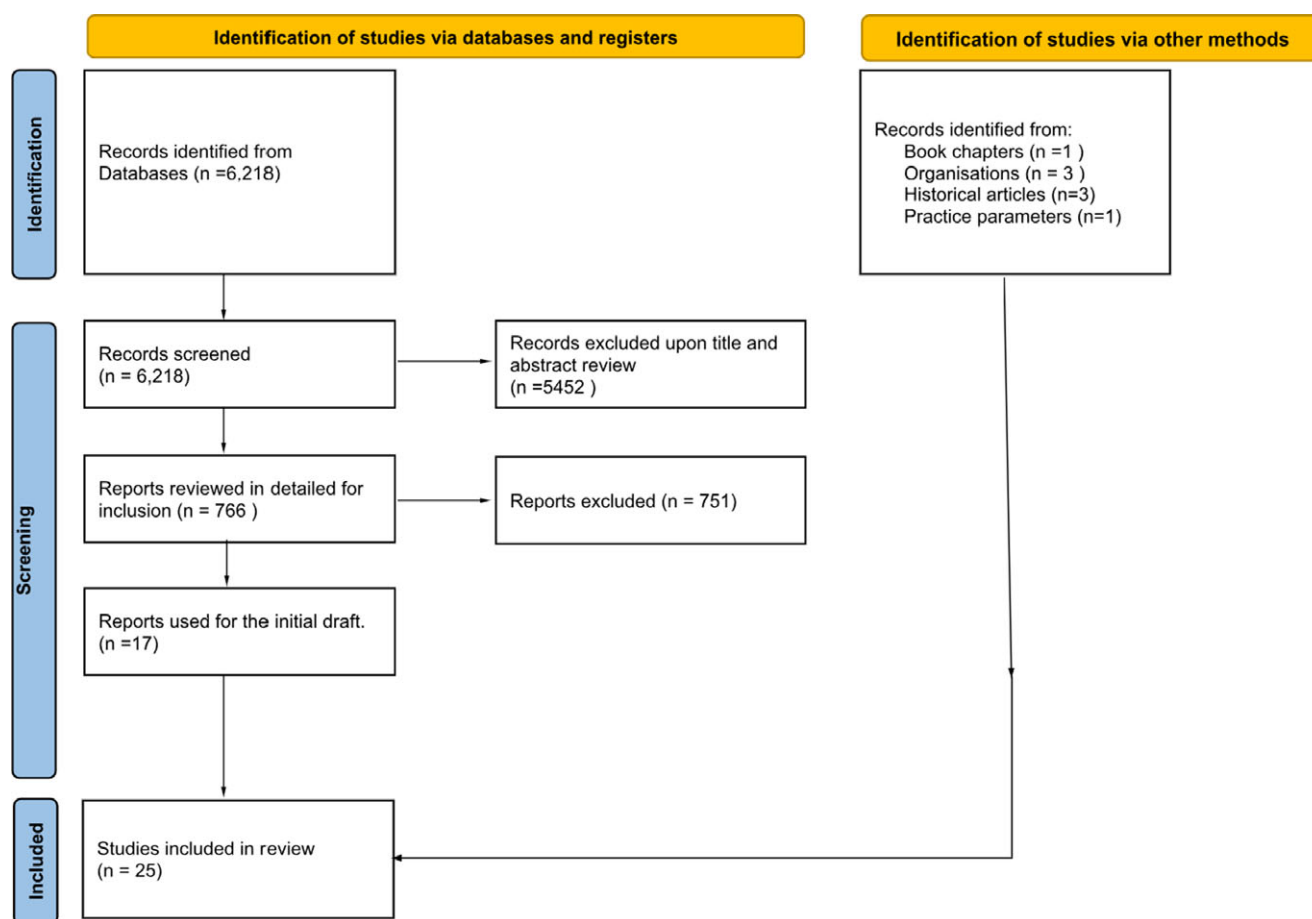 Identification of studies via databases and registers
Identification of studies via other methods
Identification
Records identified from
Databases (n =6,218)
Records identified from:
Book chapters (n =1 )
Organisations (n = 3 )
Historical articles (n=3)
Practice parameters (n=1)
Screening
Records screened
(n = 6,218)
Records excluded upon title and
abstract review
(n =5452 )
Reports reviewed in detailed for
inclusion (n = 766 )
Reports excluded (n = 751)
Reports used for the initial draft.
(n =17)
Included
Studies included in review
(n = 25)